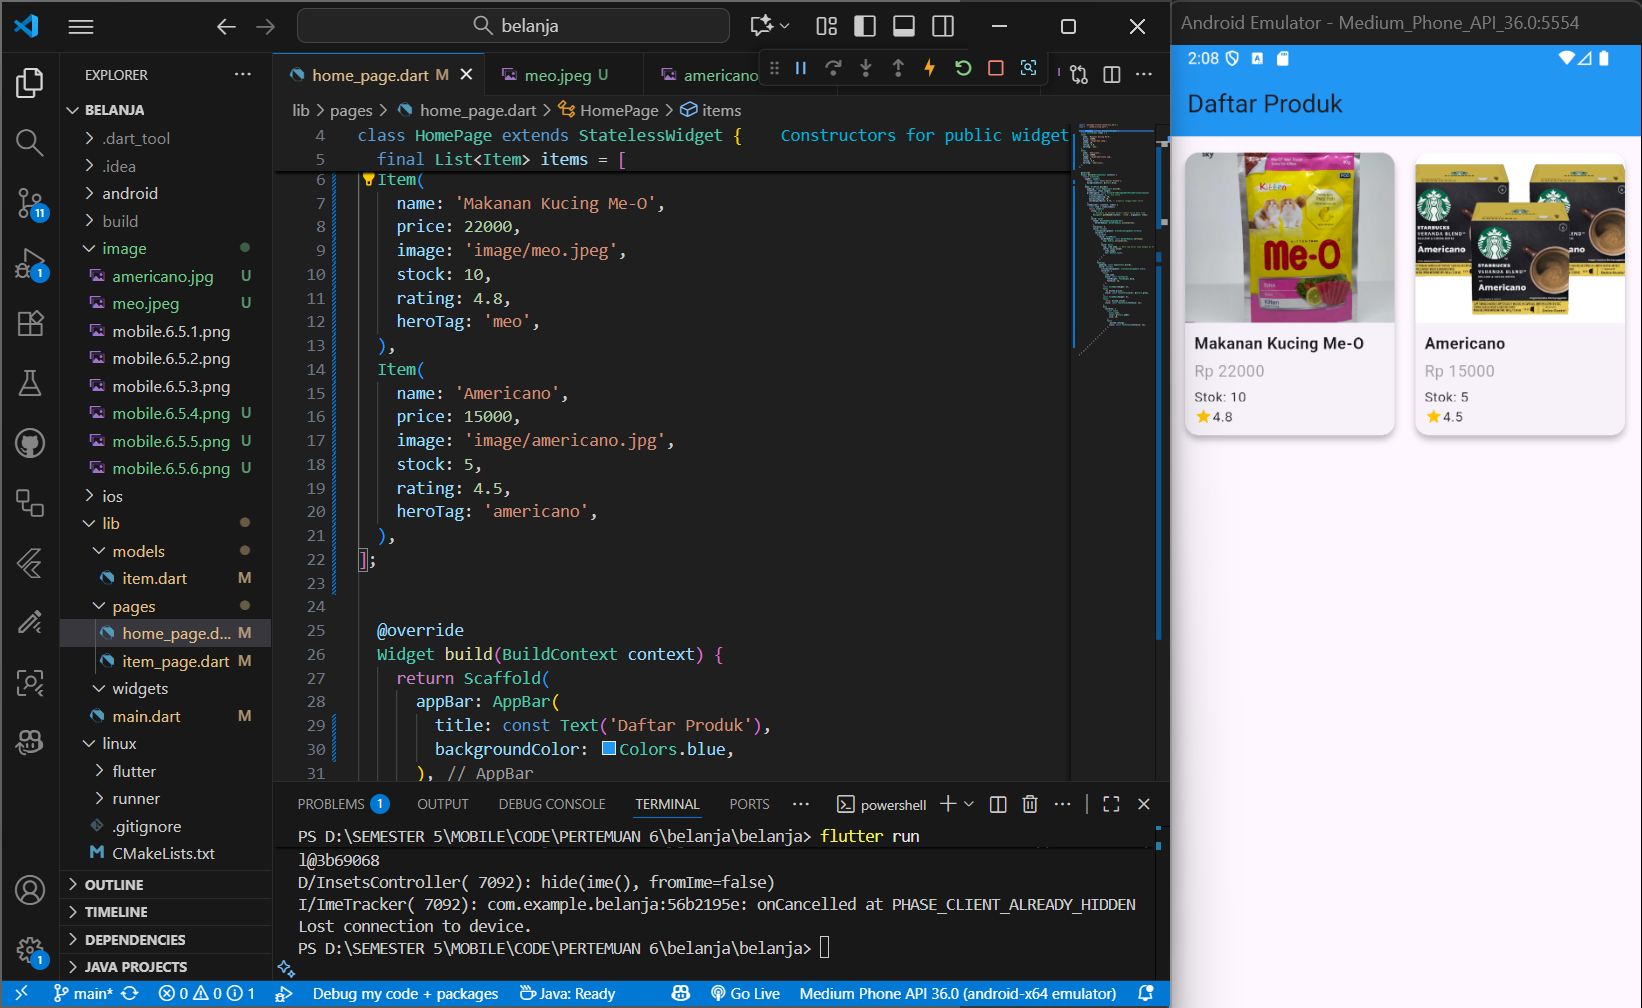 belanja
Android Emulator - Medium_Phone_API_36.0:5554
EXPLORER
home_page.dart M
meo.jpeg U
americano
BELANJA
.dart_tool
.idea
android
build
image
americano.jpg U
meo.jpeg U
mobile.6.5.1.png
mobile.6.5.2.png
mobile.6.5.3.png
mobile.6.5.4.png U
mobile.6.5.5.png U
mobile.6.5.6.png U
ios
lib
models
item.dart M
pages
home_page.d... M
item_page.dart M
widgets
main.dart M
linux
flutter
runner
.gitignore
CMakeLists.txt
OUTLINE
TIMELINE
DEPENDENCIES
JAVA PROJECTS
11
1
1
lib > pages > home_page.dart > HomePage > items
4 class HomePage extends StatelessWidget { Constructors for public widget
5 final List<Item> items = [
6 Item(
7 name: 'Makanan Kucing Me-O',
8 price: 22000,
9 image: 'image/meo.jpeg',
10 stock: 10,
11 rating: 4.8,
12 heroTag: 'meo',
13 ),
14 Item(
15 name: 'Americano',
16 price: 15000,
17 image: 'image/americano.jpg',
18 stock: 5,
19 rating: 4.5,
20 heroTag: 'americano',
21 ),
22 ];
23
24
25 @override
26 Widget build(BuildContext context) {
27 return Scaffold(
28 appBar: AppBar(
29 title: const Text('Daftar Produk'),
30 backgroundColor: Colors.blue,
31 ), // AppBar
PROBLEMS 1 OUTPUT DEBUG CONSOLE TERMINAL PORTS powershell
PS D:\SEMESTER 5\MOBILE\CODE\PERTEMUAN 6\belanja\belanja> flutter run
l@3b69068
D/InsetsController( 7092): hide(ime(), fromIme=false)
I/ImeTracker( 7092): com.example.belanja:56b2195e: onCancelled at PHASE_CLIENT_ALREADY_HIDDEN
Lost connection to device.
PS D:\SEMESTER 5\MOBILE\CODE\PERTEMUAN 6\belanja\belanja>
main* 0 0 1 Debug my code + packages Java: Ready Go Live Medium Phone API 36.0 (android-x64 emulator)
2:08
Daftar Produk
sky
Me-O
Makanan Kucing Me-O
Rp 22000
Stok: 10
4.8
STARBUCKS
VERANDA BLEND
Americano
STARBUCKS
VERANDA BLEND
Americano
Americano
Rp 15000
Stok: 5
4.5